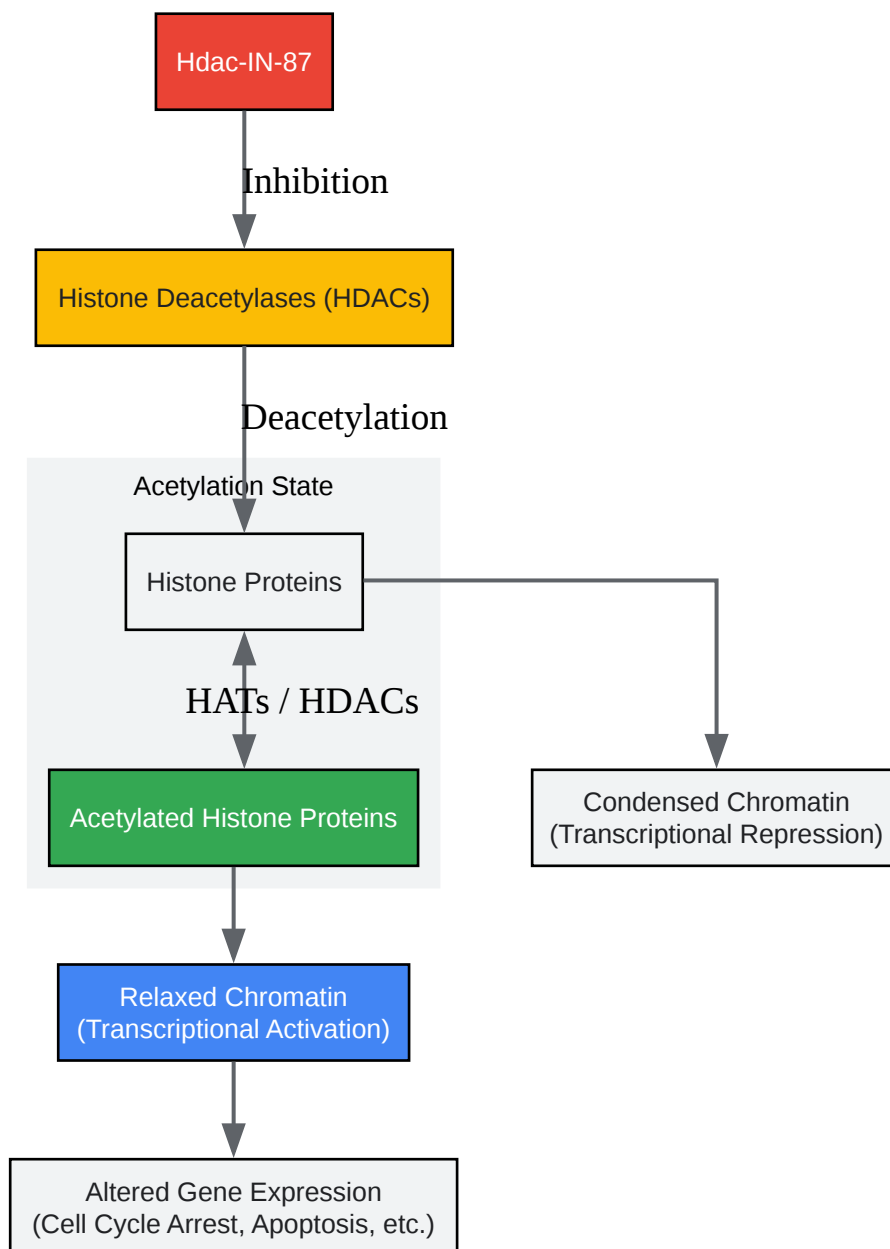 Hdac-IN-87
Inhibition
Histone Deacetylases (HDACs)
Deacetylation
Acetylation State
Histone Proteins
HATs / HDACs
Acetylated Histone Proteins
Condensed Chromatin
(Transcriptional Repression)
Relaxed Chromatin
(Transcriptional Activation)
Altered Gene Expression
(Cell Cycle Arrest, Apoptosis, etc.)